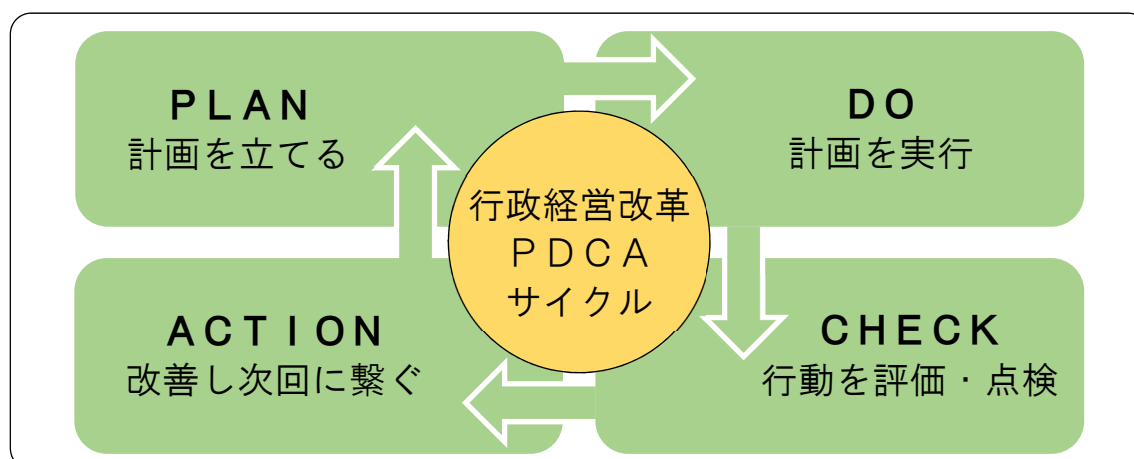 PLAN
計画を立てる
DO
計画を実行
行政経営改革
PDCA
サイクル
ACTION
改善し次回に繋ぐ
CHECK
行動を評価・点検